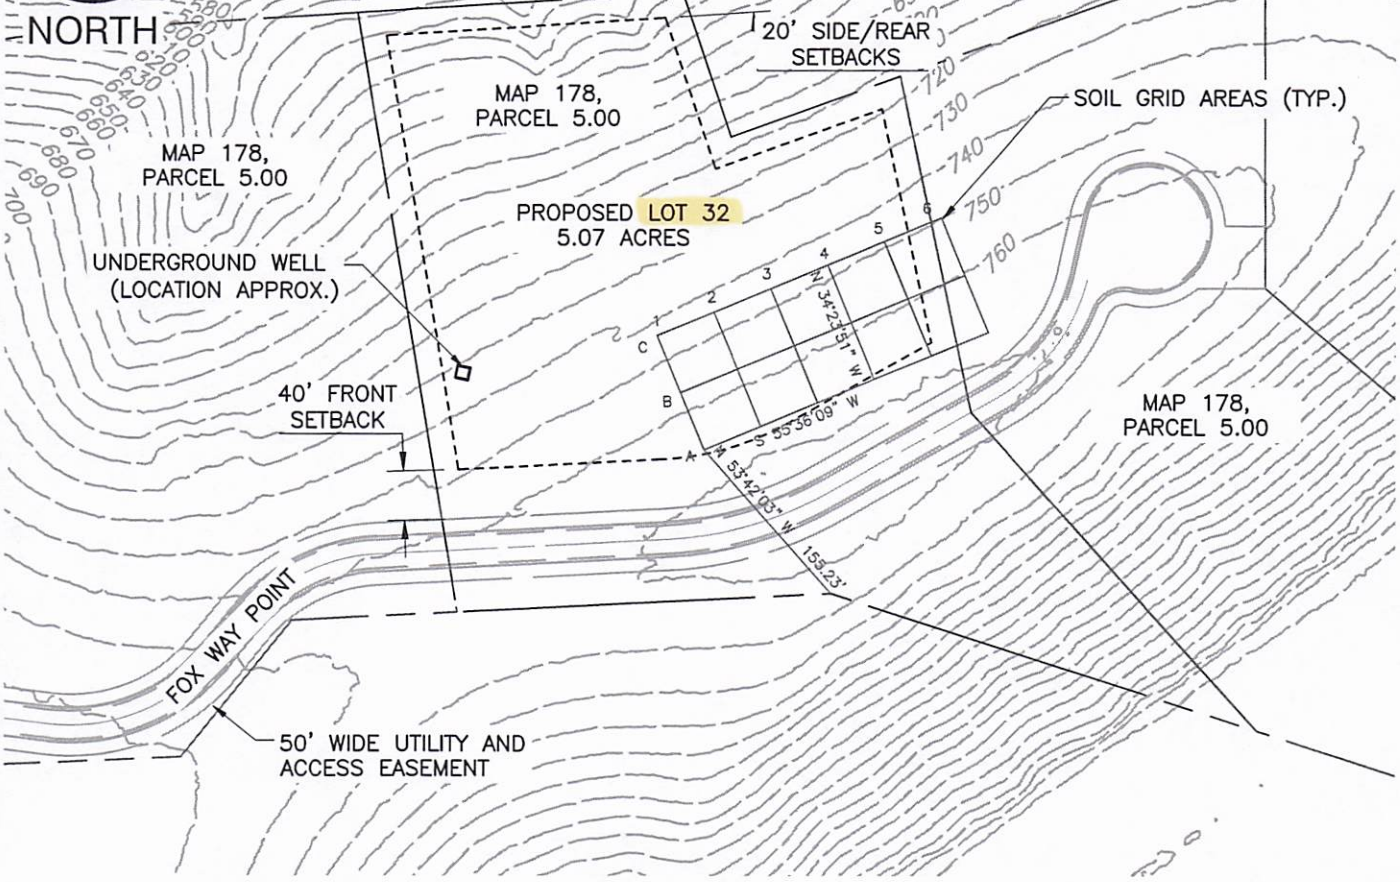 NORTH
580
600
610
620
630
640
650
660
670
680
690
700
MAP 178,
PARCEL 5.00
MAP 178,
PARCEL 5.00
20' SIDE/REAR
SETBACKS
720
730
740
750
760
SOIL GRID AREAS (TYP.)
PROPOSED LOT 32
5.07 ACRES
UNDERGROUND WELL
(LOCATION APPROX.)
1
2
3
4
5
6
C
B
A
N 34°23'51" W
S 55°36'09" W
N 53°42'03" W 155.23'
40' FRONT
SETBACK
MAP 178,
PARCEL 5.00
FOX WAY POINT
50' WIDE UTILITY AND
ACCESS EASEMENT